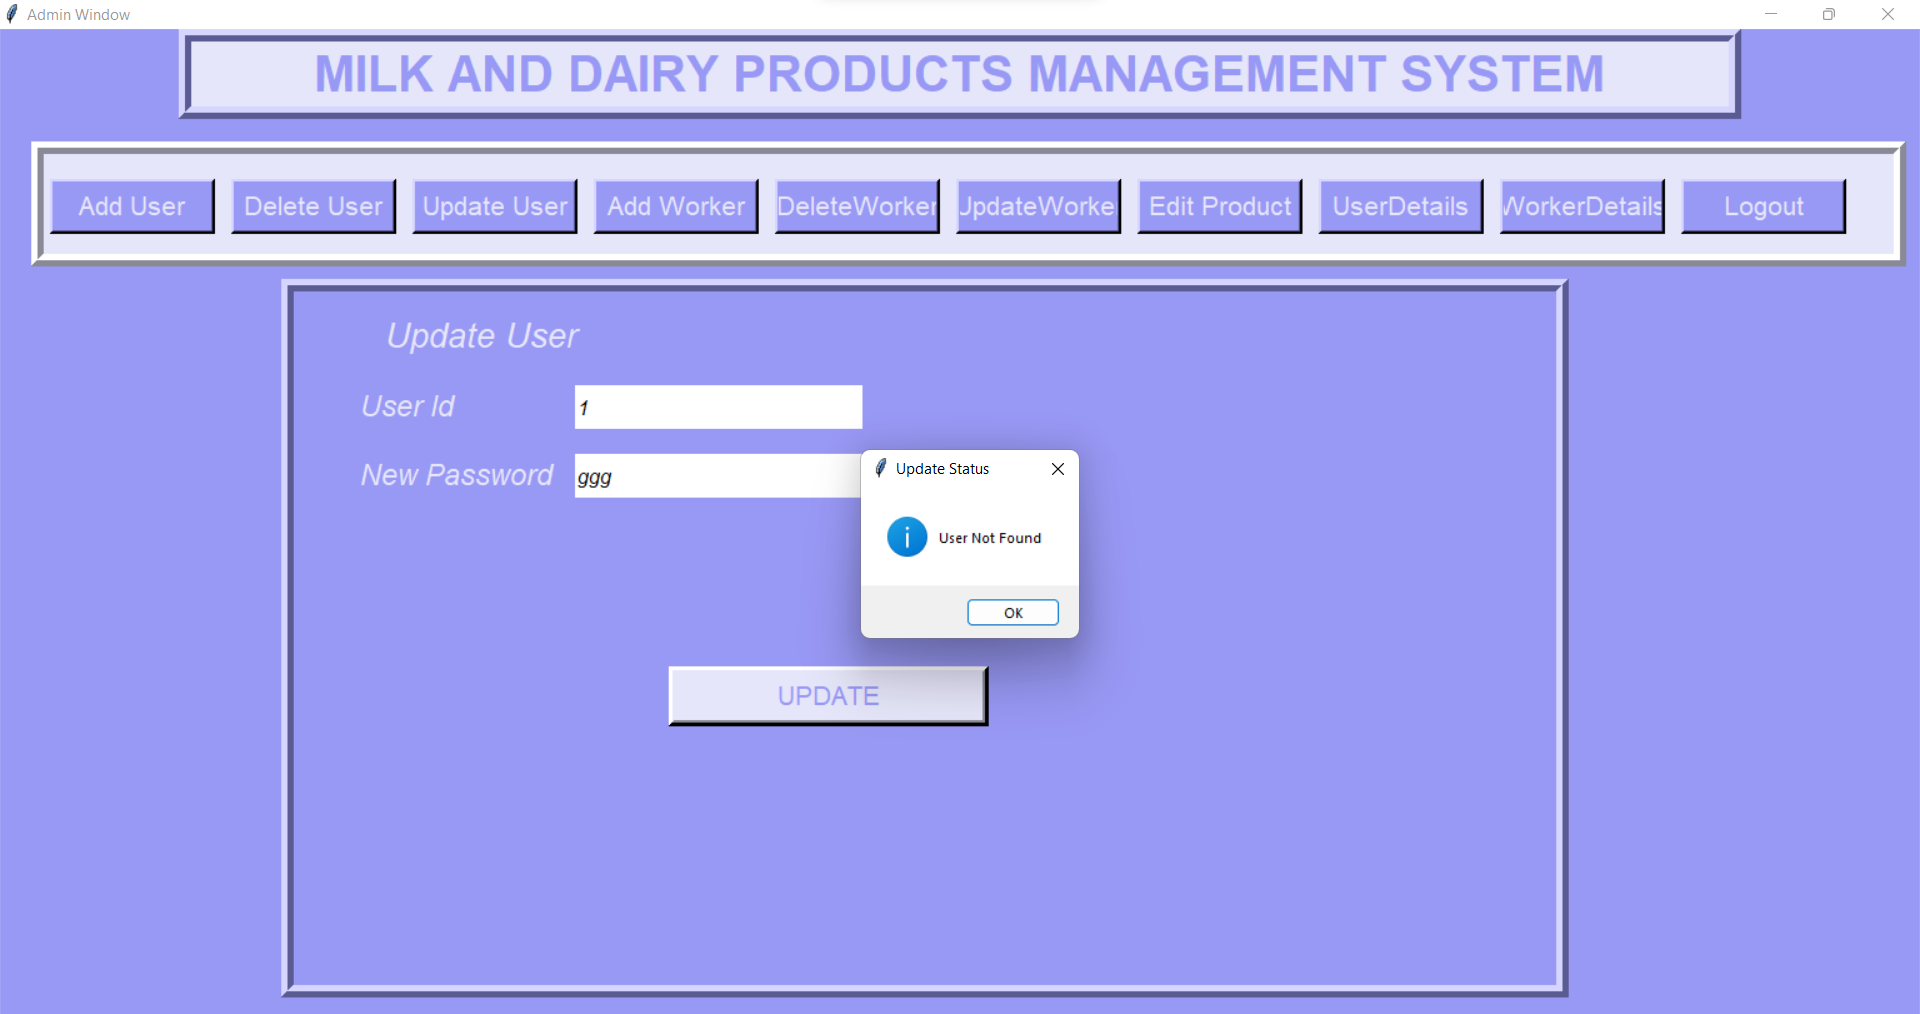 Admin Window
MILK AND DAIRY PRODUCTS MANAGEMENT SYSTEM
Add User Delete User Update User Add Worker DeleteWorker UpdateWorke Edit Product UserDetails WorkerDetails Logout
Update User
User Id 1
New Password ggg
Update Status
User Not Found
OK
UPDATE